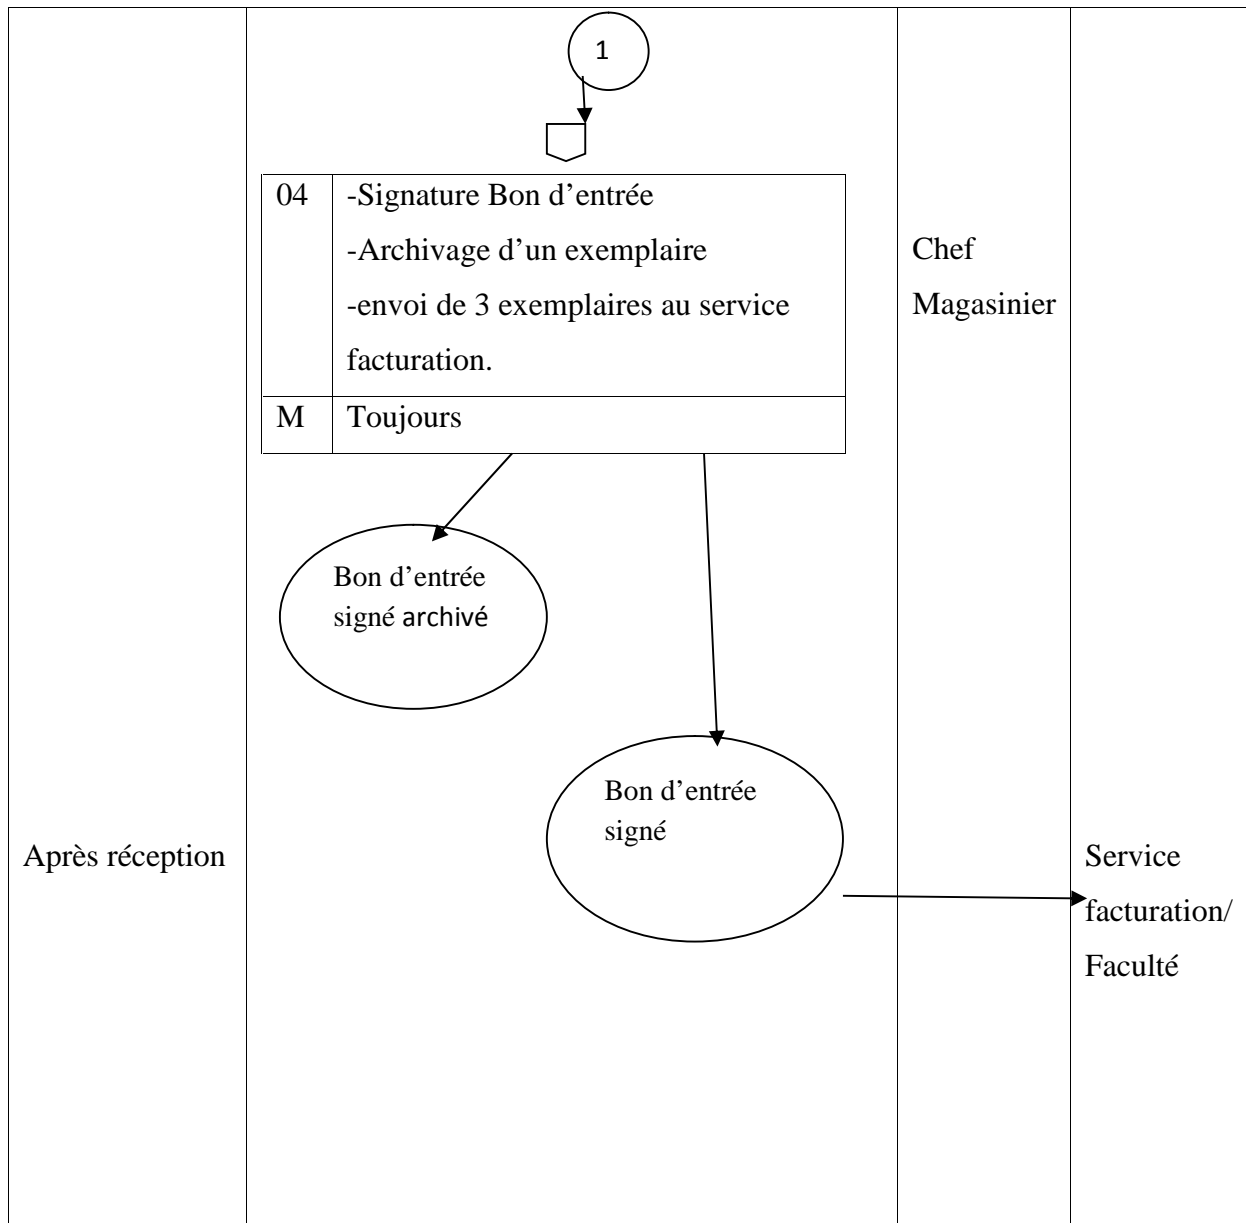 1
04
-Signature Bon d’entrée
-Archivage d’un exemplaire
-envoi de 3 exemplaires au service
facturation.
M
Toujours
Chef
Magasinier
Bon d’entrée
signé archivé
Bon d’entrée
signé
Après réception
Service
facturation/
Faculté